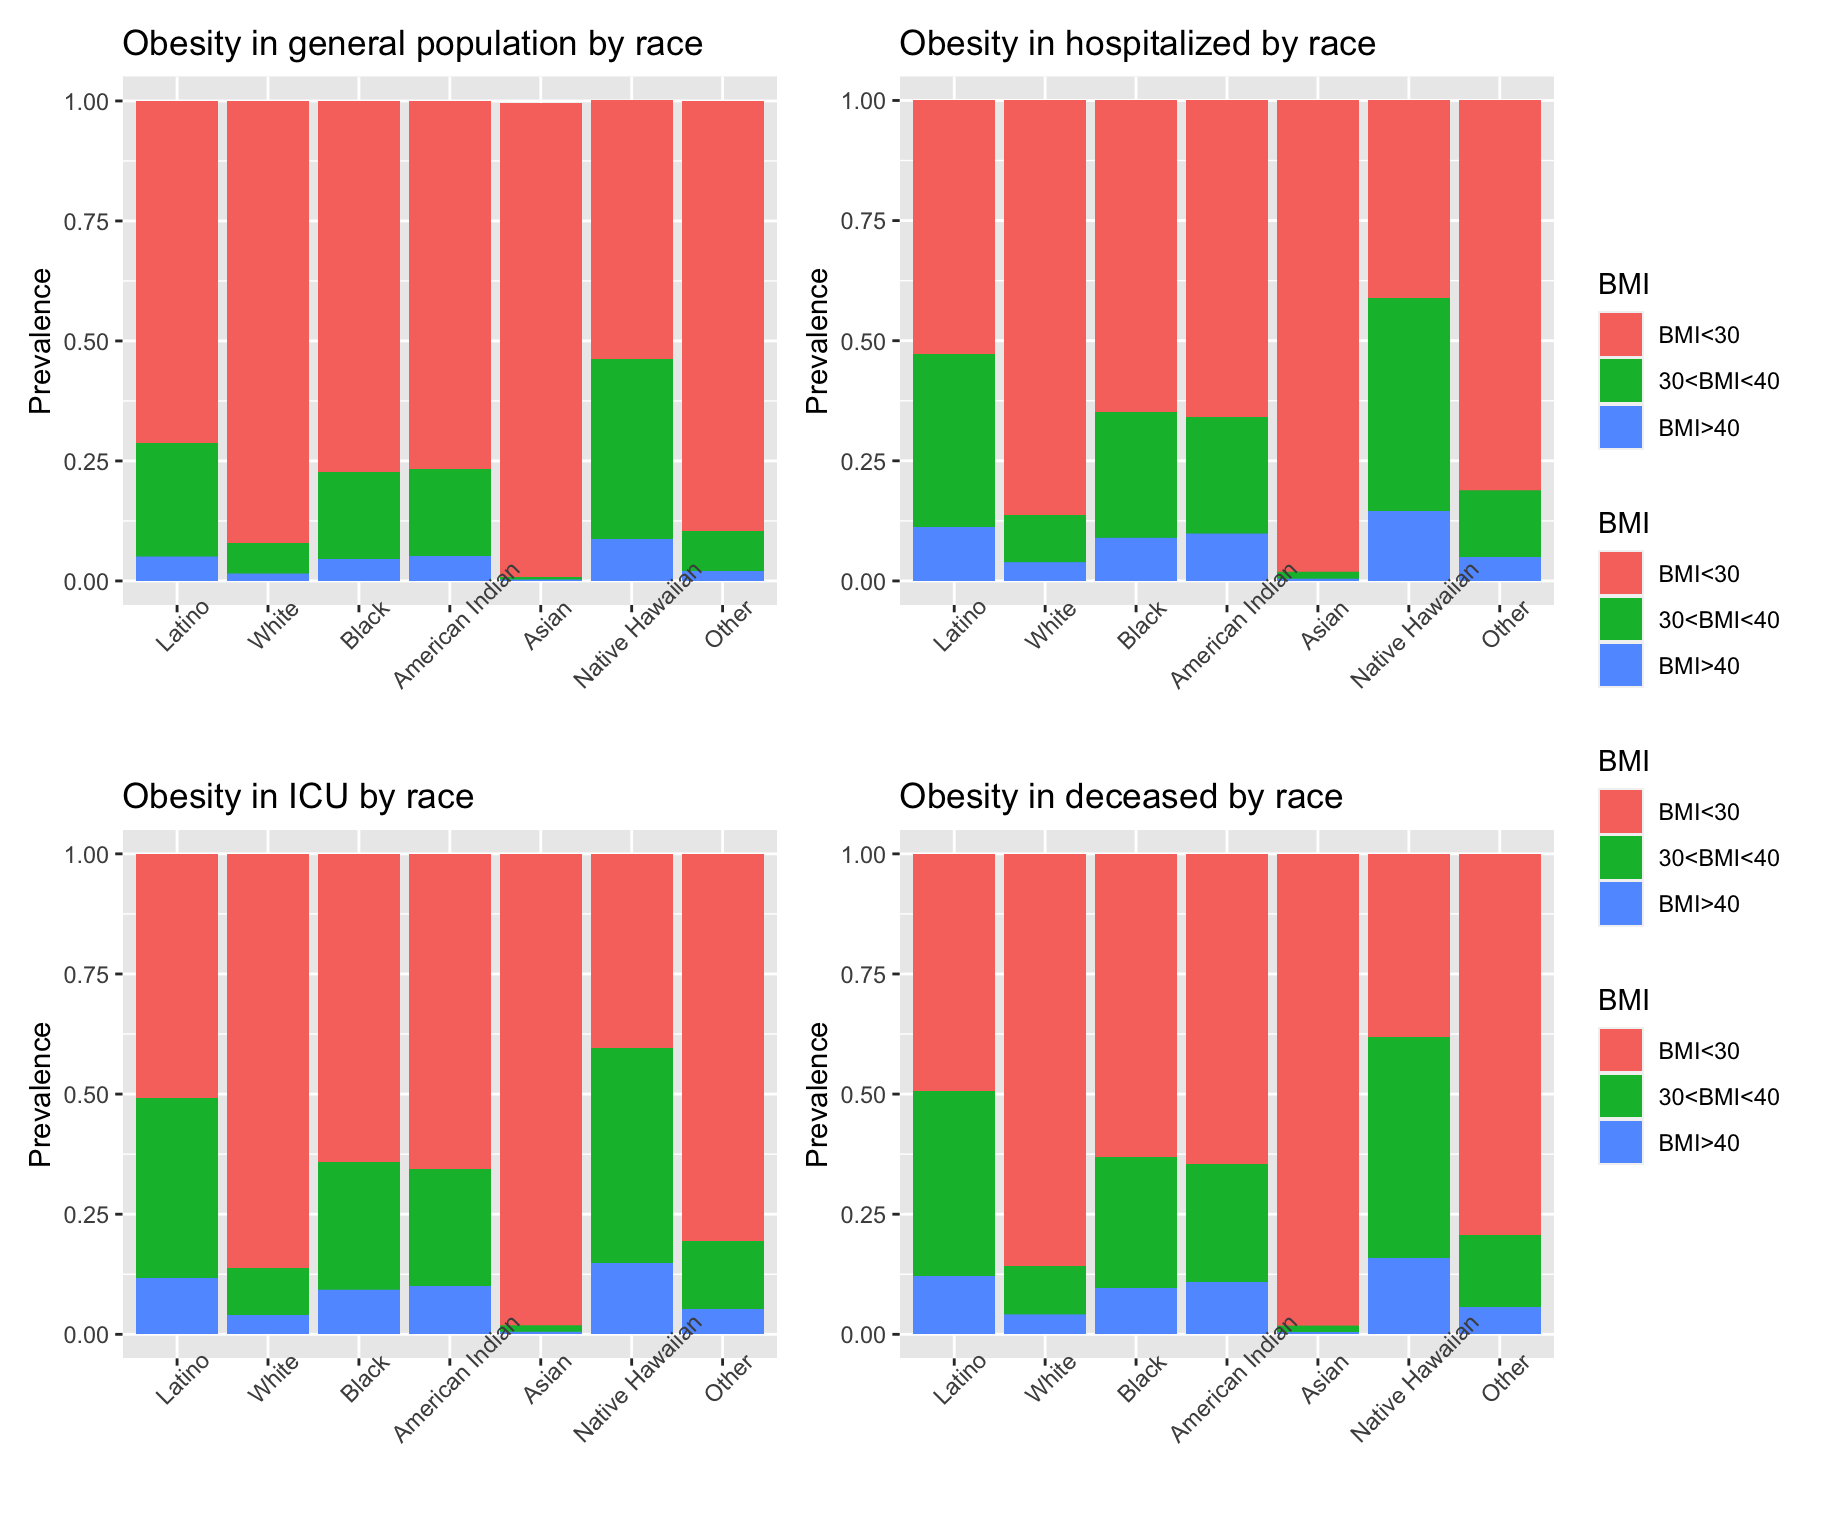 Obesity in general population by race
Prevalence
1.00
0.75
0.50
0.25
0.00
Latino
White
Black
American Indian
Asian
Native Hawaiian
Other
Obesity in hospitalized by race
Prevalence
1.00
0.75
0.50
0.25
0.00
Latino
White
Black
American Indian
Asian
Native Hawaiian
Other
Obesity in ICU by race
Prevalence
1.00
0.75
0.50
0.25
0.00
Latino
White
Black
American Indian
Asian
Native Hawaiian
Other
Obesity in deceased by race
Prevalence
1.00
0.75
0.50
0.25
0.00
Latino
White
Black
American Indian
Asian
Native Hawaiian
Other
BMI
BMI<30
30<BMI<40
BMI>40
BMI
BMI<30
30<BMI<40
BMI>40
BMI
BMI<30
30<BMI<40
BMI>40
BMI
BMI<30
30<BMI<40
BMI>40